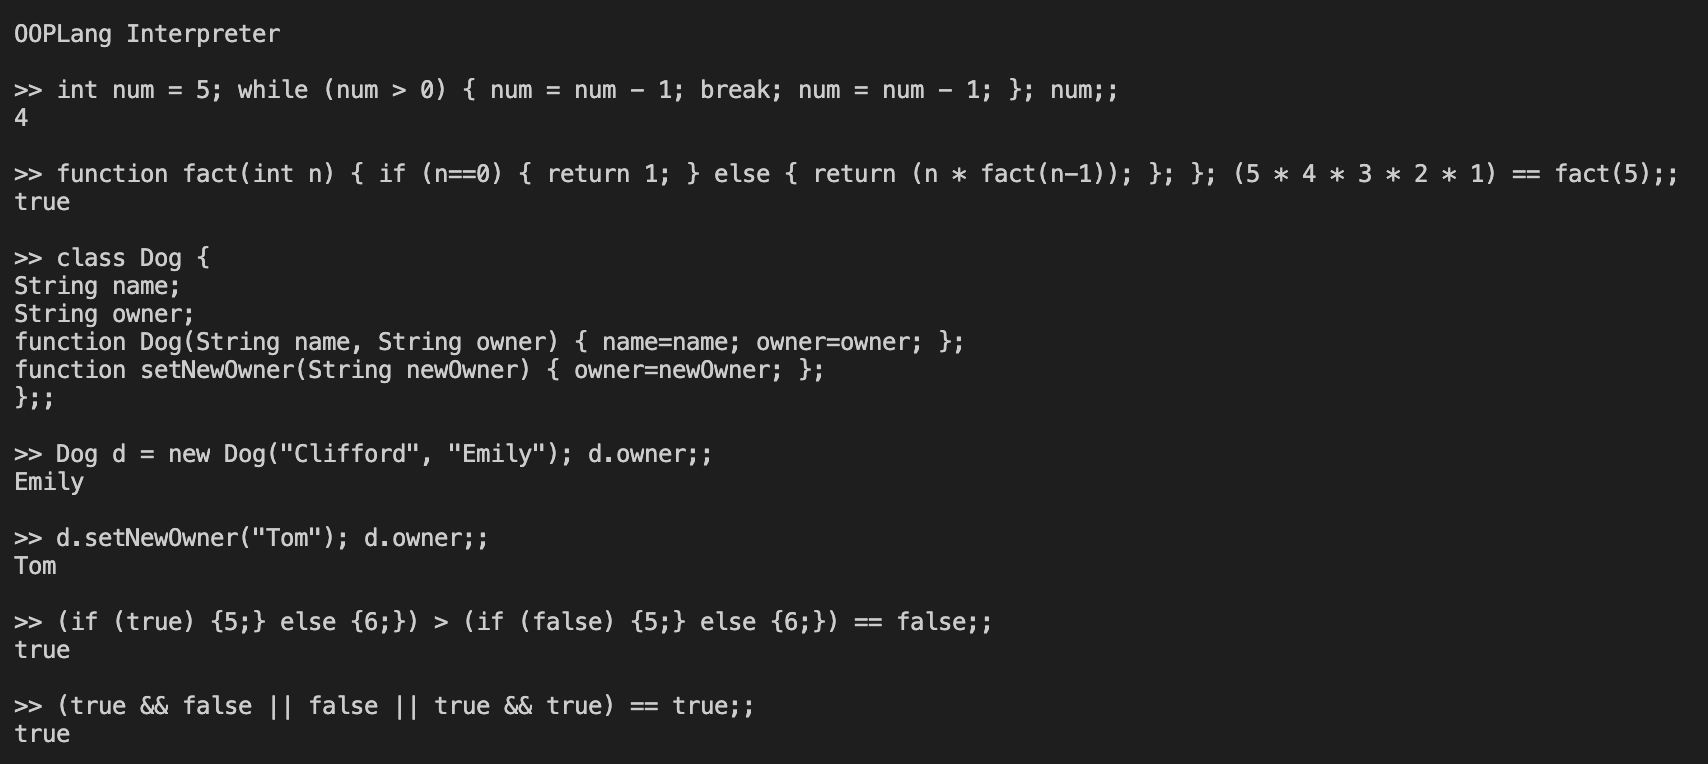 OOPLang Interpreter
>> int num = 5; while (num > 0) { num = num - 1; break; num = num - 1; }; num;;
4
>> function fact(int n) { if (n==0) { return 1; } else { return (n * fact(n-1)); }; }; (5 * 4 * 3 * 2 * 1) == fact(5);;
true
>> class Dog {
String name;
String owner;
function Dog(String name, String owner) { name=name; owner=owner; };
function setNewOwner(String newOwner) { owner=newOwner; };
};;
>> Dog d = new Dog("Clifford", "Emily"); d.owner;;
Emily
>> d.setNewOwner("Tom"); d.owner;;
Tom
>> (if (true) {5;} else {6;}) > (if (false) {5;} else {6;}) == false;;
true
>> (true && false || false || true && true) == true;;
true